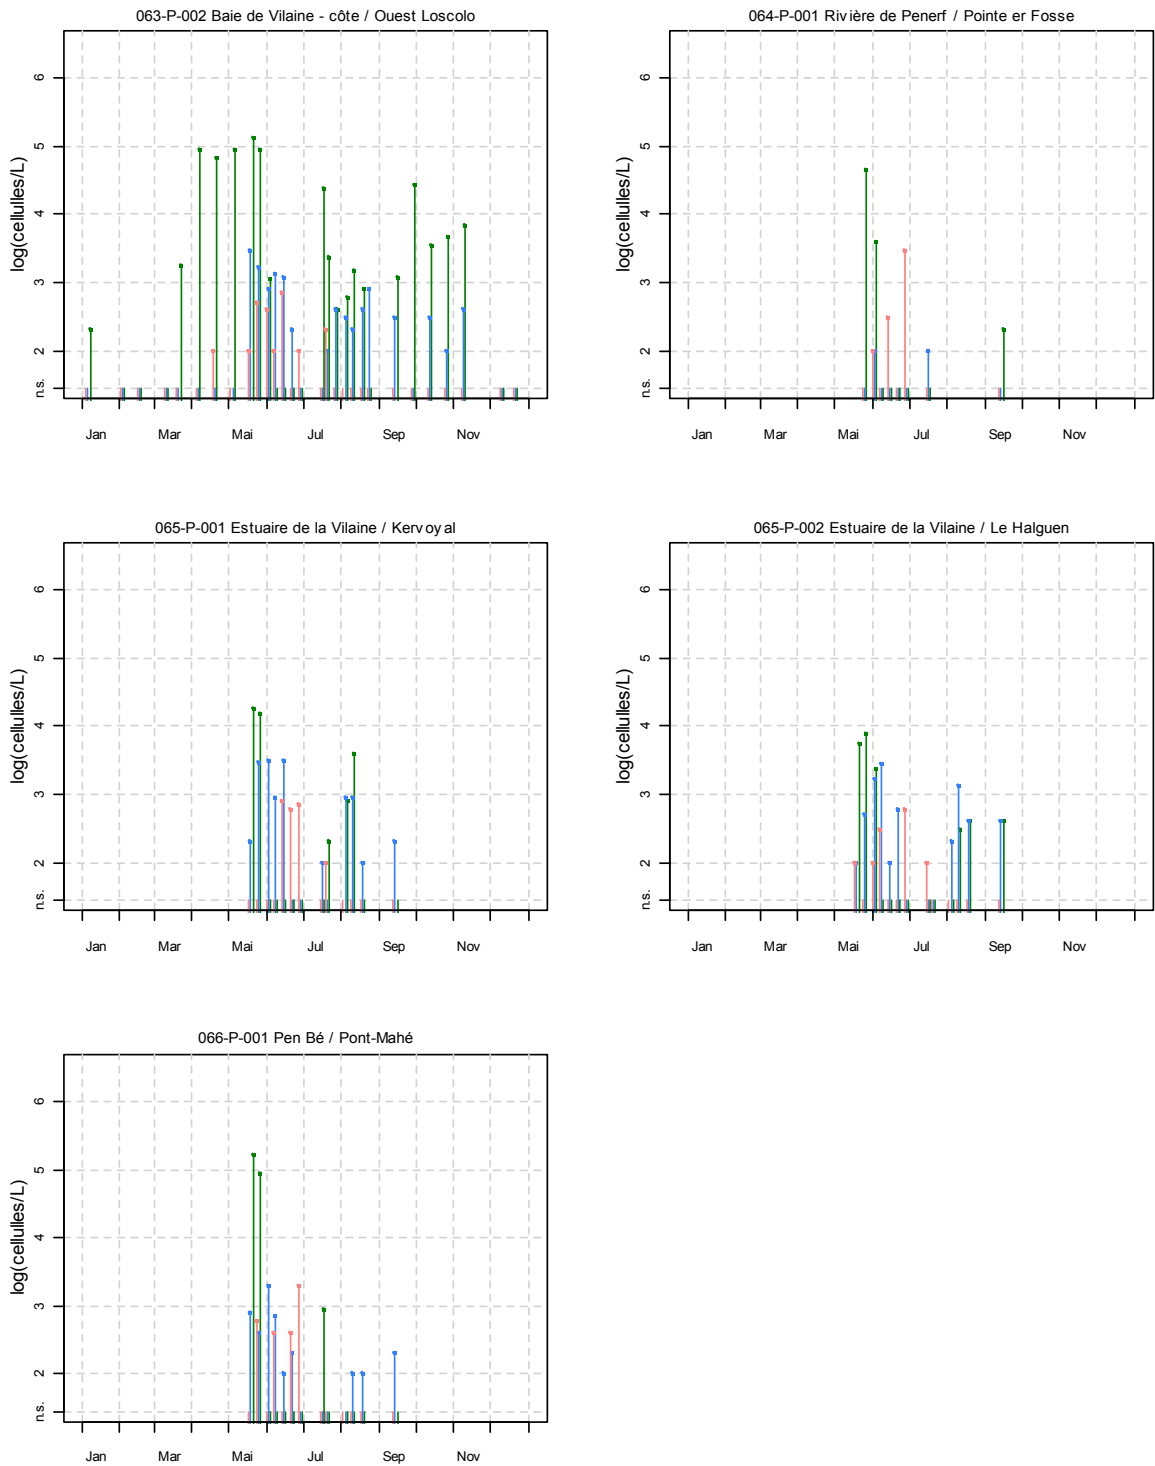 063-P-002 Baie de Vilaine - côte / Ouest Loscolo
log(cellulles/L)
6
5
4
3
2
n.s.
Jan Mar Mai Jul Sep Nov
064-P-001 Rivière de Penerf / Pointe er Fosse
log(cellulles/L)
6
5
4
3
2
n.s.
Jan Mar Mai Jul Sep Nov
065-P-001 Estuaire de la Vilaine / Kervoyal
log(cellulles/L)
6
5
4
3
2
n.s.
Jan Mar Mai Jul Sep Nov
065-P-002 Estuaire de la Vilaine / Le Halguen
log(cellulles/L)
6
5
4
3
2
n.s.
Jan Mar Mai Jul Sep Nov
066-P-001 Pen Bé / Pont-Mahé
log(cellulles/L)
6
5
4
3
2
n.s.
Jan Mar Mai Jul Sep Nov